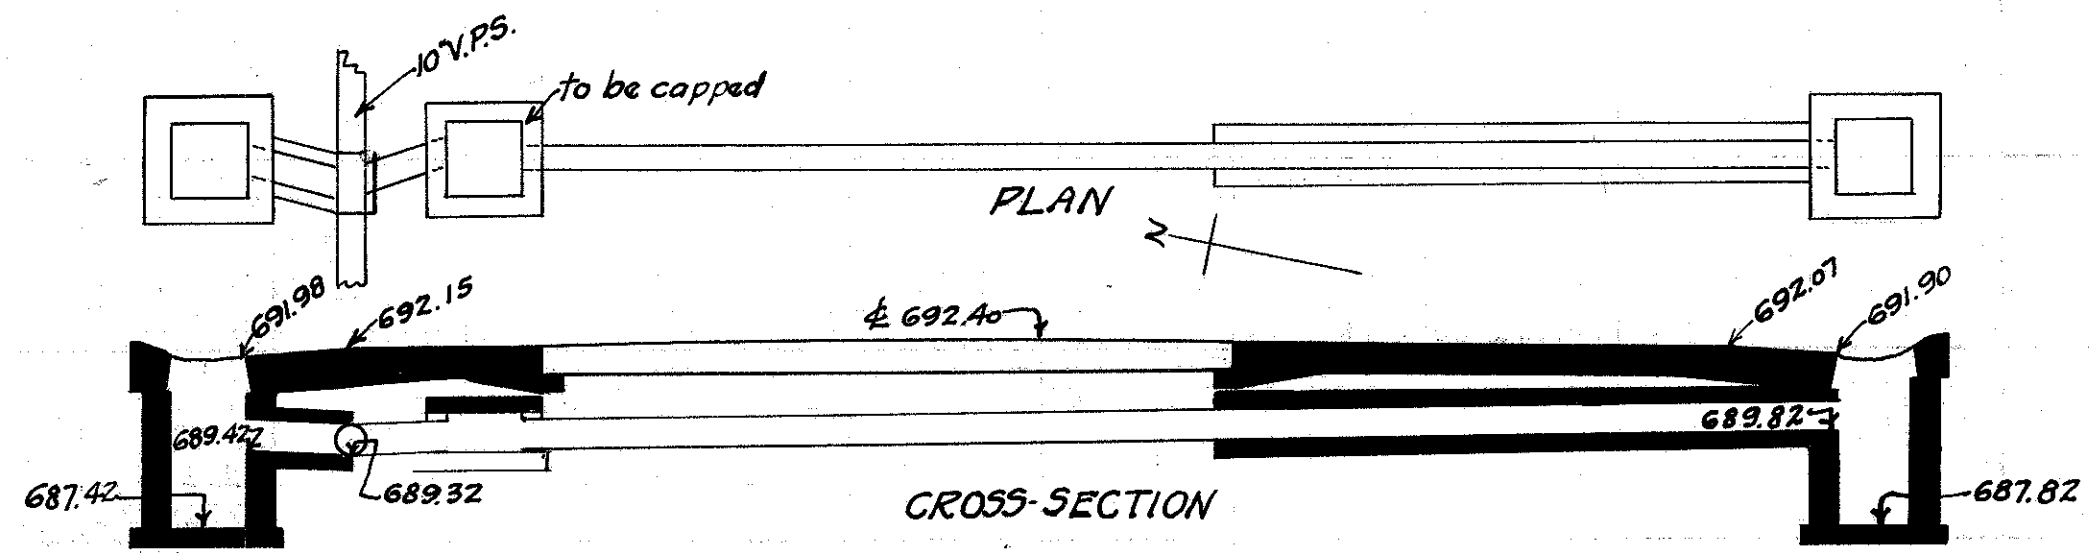 10" V.P.S.
to be capped
PLAN
N
691.98
692.15
℄ 692.40
692.07
691.90
689.42
689.82
687.42
689.32
687.82
CROSS-SECTION